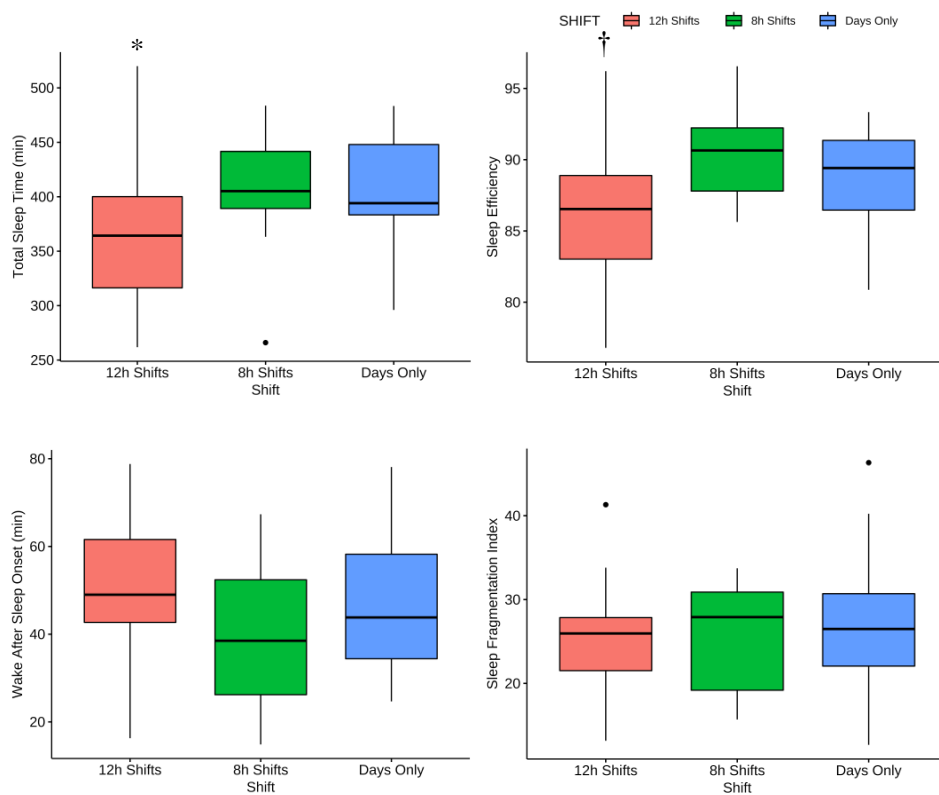 SHIFT 12h Shifts 8h Shifts Days Only
*
†
Total Sleep Time (min)
500
450
400
350
300
250
12h Shifts 8h Shifts Days Only
Shift
Sleep Efficiency
95
90
85
80
12h Shifts 8h Shifts Days Only
Shift
Wake After Sleep Onset (min)
80
60
40
20
12h Shifts 8h Shifts Days Only
Shift
Sleep Fragmentation Index
40
30
20
12h Shifts 8h Shifts Days Only
Shift